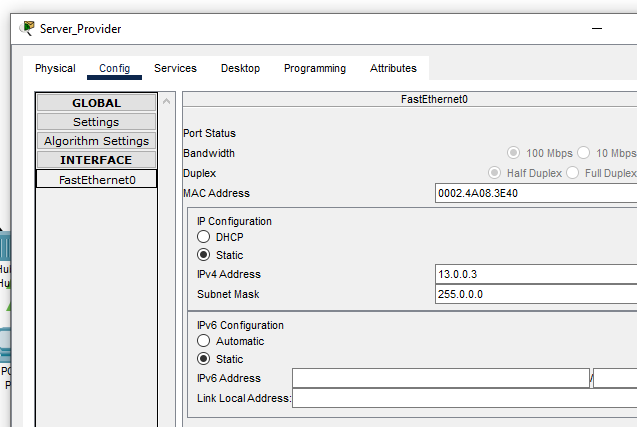 Server_Provider
Physical Config Services Desktop Programming Attributes
GLOBAL
Settings
Algorithm Settings
INTERFACE
FastEthernet0
FastEthernet0
Port Status
Bandwidth 100 Mbps 10 Mbps
Duplex Half Duplex Full Duplex
MAC Address 0002.4A08.3E40
IP Configuration
DHCP
Static
IPv4 Address 13.0.0.3
Subnet Mask 255.0.0.0
IPv6 Configuration
Automatic
Static
IPv6 Address /
Link Local Address: